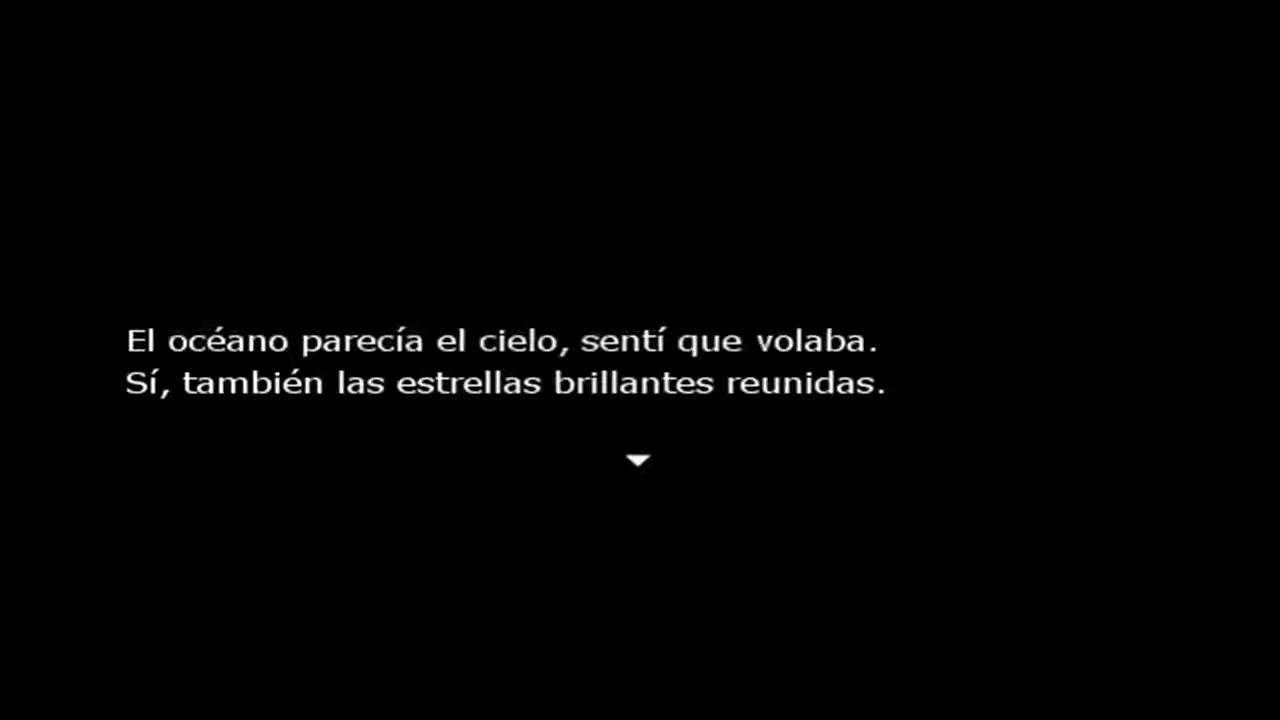 El océano parecía el cielo, sentí que volaba.
Sí, también las estrellas brillantes reunidas.